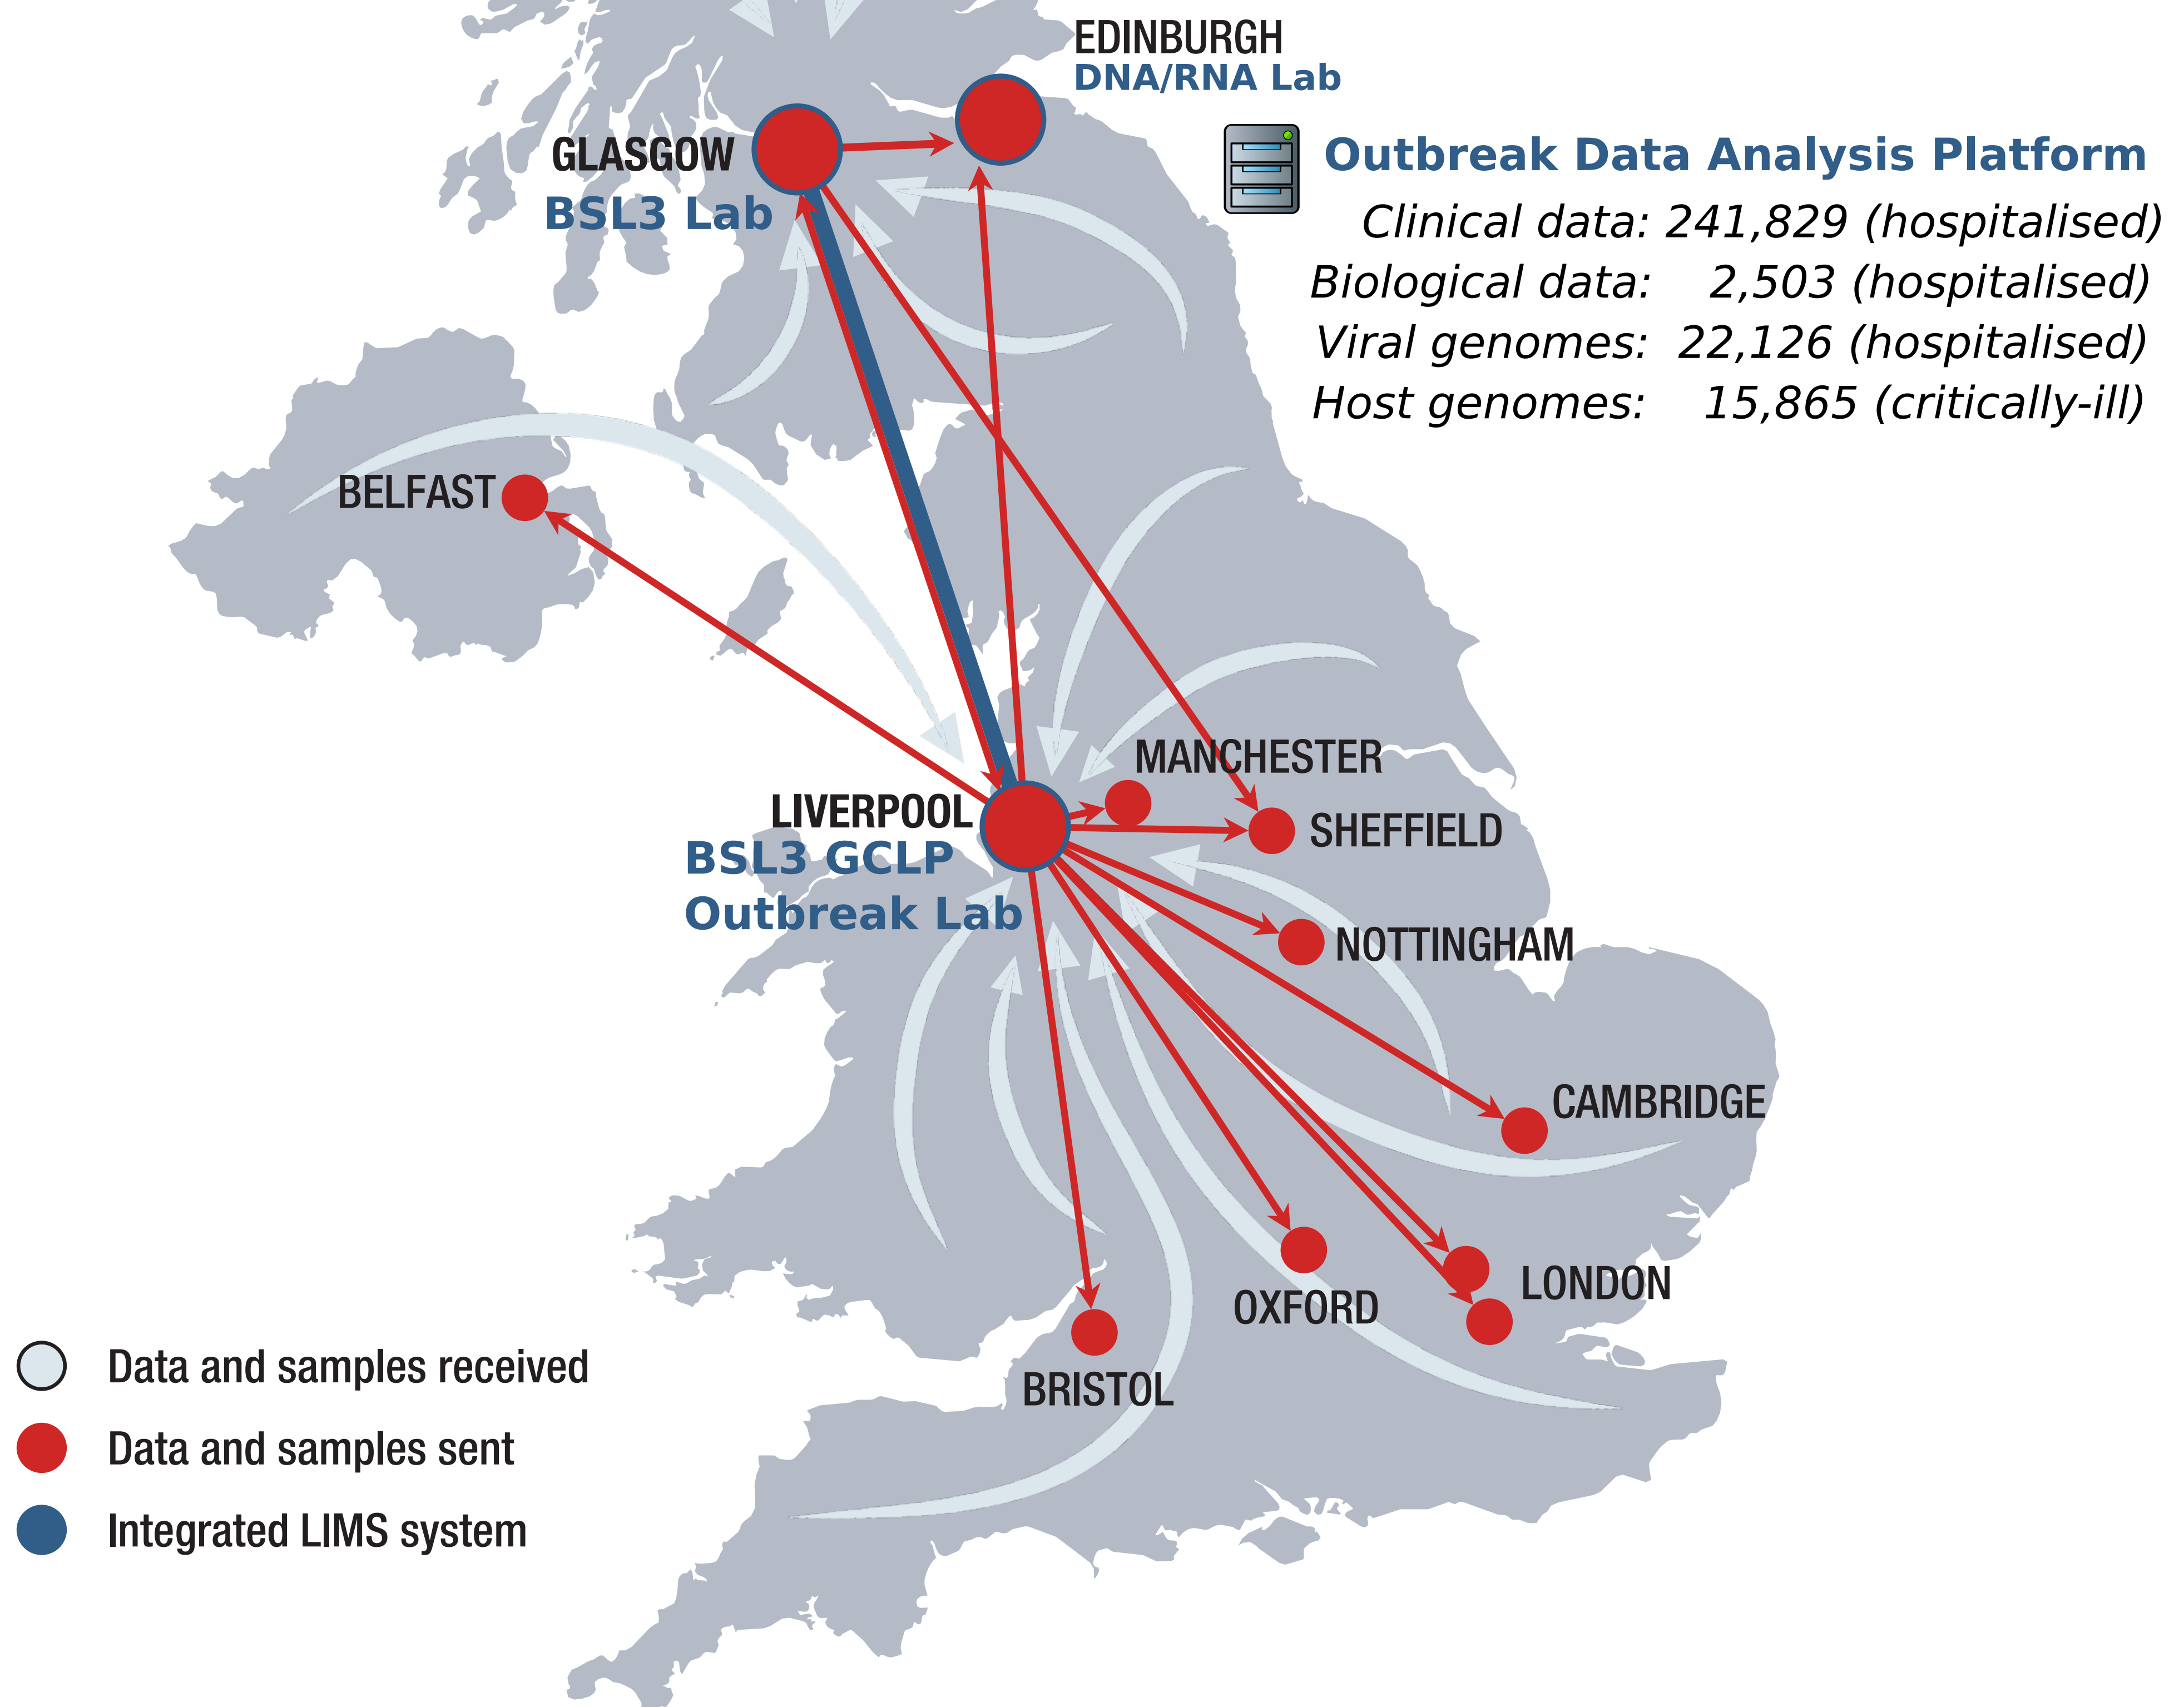 EDINBURGH
DNA/RNA Lab
GLASGOW
BSL3 Lab
Outbreak Data Analysis Platform
Clinical data: 241,829 (hospitalised)
Biological data: 2,503 (hospitalised)
Viral genomes: 22,126 (hospitalised)
Host genomes: 15,865 (critically-ill)
BELFAST
MANCHESTER
LIVERPOOL
BSL3 GCLP
Outbreak Lab
SHEFFIELD
NOTTINGHAM
CAMBRIDGE
LONDON
OXFORD
BRISTOL
Data and samples received
Data and samples sent
Integrated LIMS system